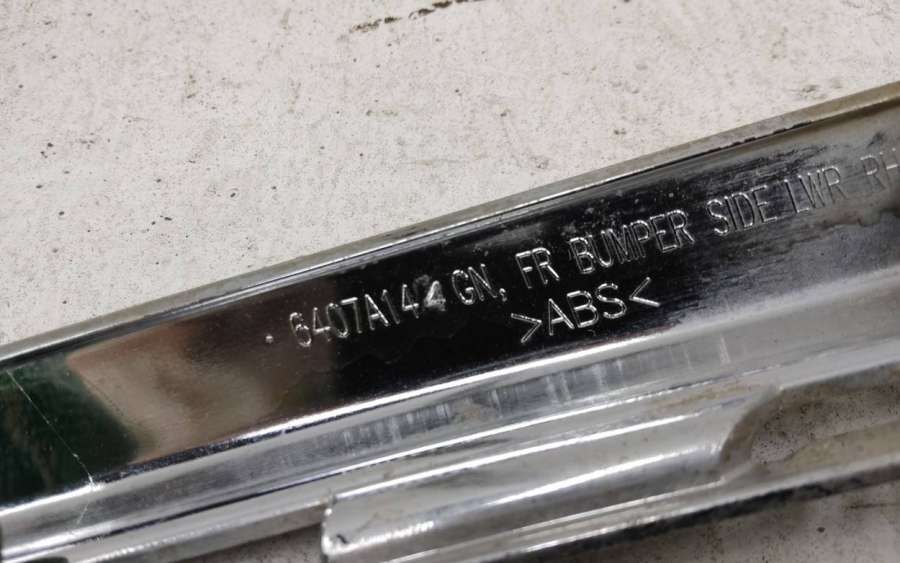 6407A144 GN, FR BUMPER SIDE LWR RH
>ABS<